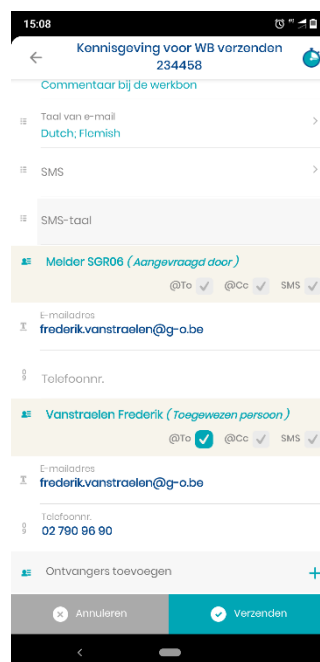 15:08
Kennisgeving voor WB verzenden
234458
Commentaar bij de werkbon
Taal van e-mail
Dutch; Flemish
SMS
SMS-taal
Melder SGR06 (Aangevraagd door)
@To @Cc SMS
E-mailadres
frederik.vanstraelen@g-o.be
Telefoonnr.
Vanstraelen Frederik (Toegewezen persoon)
@To @Cc SMS
E-mailadres
frederik.vanstraelen@g-o.be
Telefoonnr.
02 790 96 90
Ontvangers toevoegen
Annuleren Verzenden